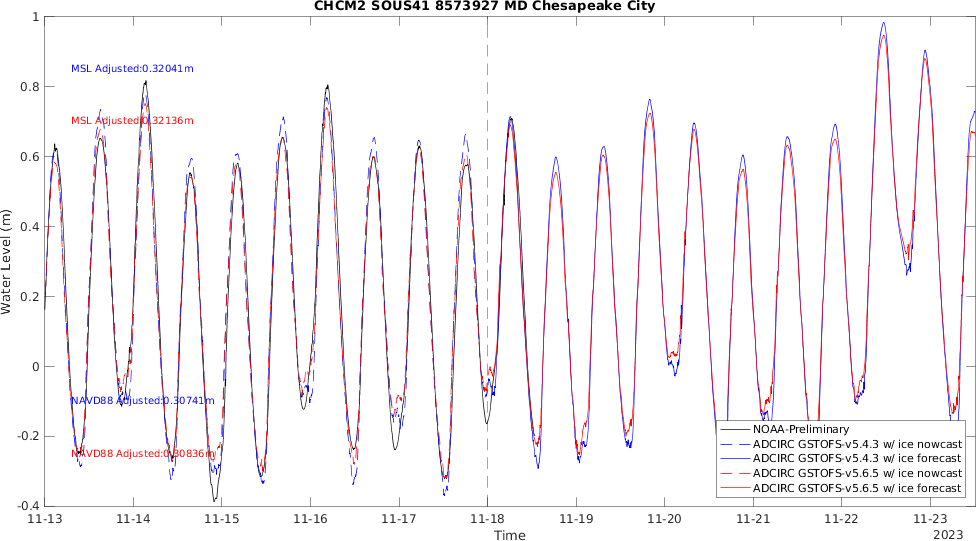 CHCM2 SOUS41 8573927 MD Chesapeake City
Water Level (m)
1
0.8
0.6
0.4
0.2
0
-0.2
-0.4
MSL Adjusted:0.32041m
MSL Adjusted:0.32136m
NAVD88 Adjusted:0.30741m
NAVD88 Adjusted:0.30836m
NOAA-Preliminary
ADCIRC GSTOFS-v5.4.3 w/ ice nowcast
ADCIRC GSTOFS-v5.4.3 w/ ice forecast
ADCIRC GSTOFS-v5.6.5 w/ ice nowcast
ADCIRC GSTOFS-v5.6.5 w/ ice forecast
11-13 11-14 11-15 11-16 11-17 11-18 11-19 11-20 11-21 11-22 11-23
Time
2023